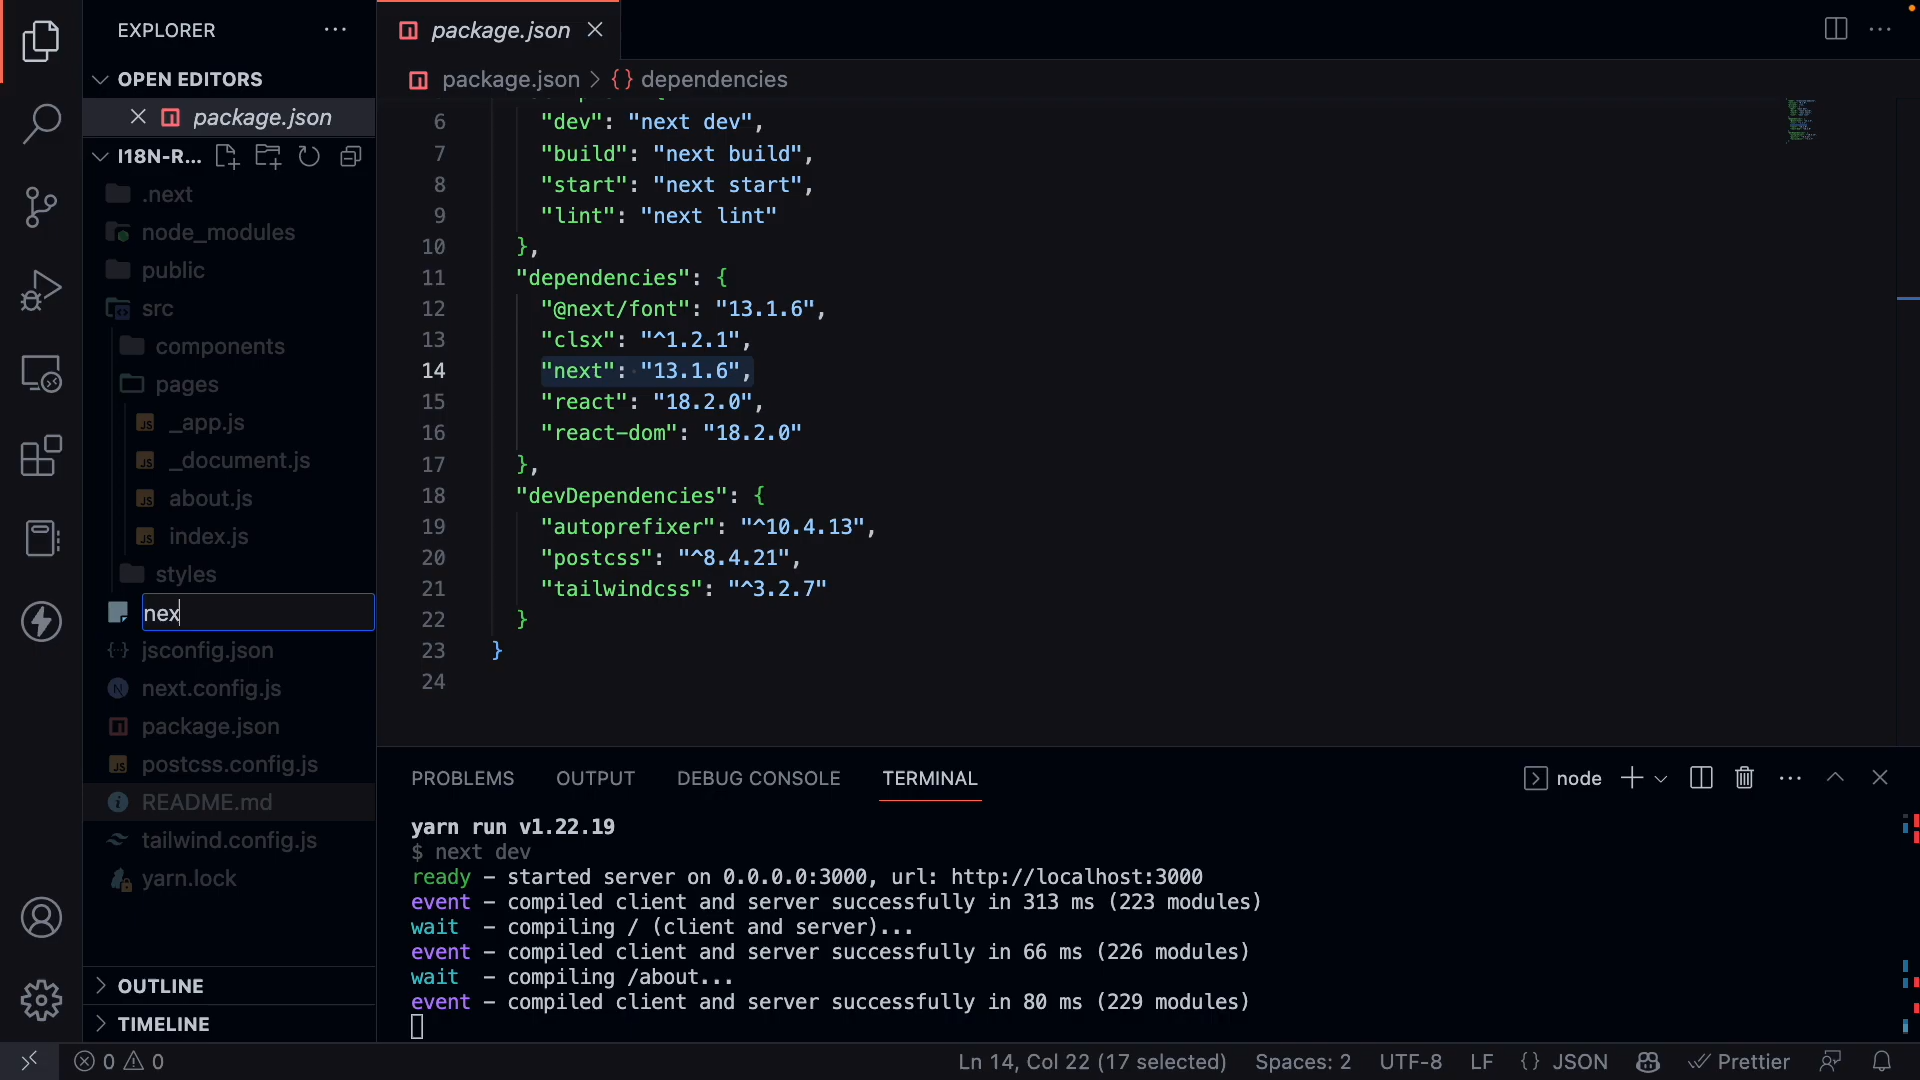 EXPLORER
OPEN EDITORS
package.json
I18N-R...
.next
node_modules
public
src
components
pages
_app.js
_document.js
about.js
index.js
styles
nex
jsconfig.json
next.config.js
package.json
postcss.config.js
README.md
tailwind.config.js
yarn.lock
OUTLINE
TIMELINE
package.json
package.json > {} dependencies
6 "dev": "next dev",
7 "build": "next build",
8 "start": "next start",
9 "lint": "next lint"
10 },
11 "dependencies": {
12 "@next/font": "13.1.6",
13 "clsx": "^1.2.1",
14 "next": "13.1.6",
15 "react": "18.2.0",
16 "react-dom": "18.2.0"
17 },
18 "devDependencies": {
19 "autoprefixer": "^10.4.13",
20 "postcss": "^8.4.21",
21 "tailwindcss": "^3.2.7"
22 }
23 }
24
PROBLEMS OUTPUT DEBUG CONSOLE TERMINAL node
yarn run v1.22.19
$ next dev
ready - started server on 0.0.0.0:3000, url: http://localhost:3000
event - compiled client and server successfully in 313 ms (223 modules)
wait - compiling / (client and server)...
event - compiled client and server successfully in 66 ms (226 modules)
wait - compiling /about...
event - compiled client and server successfully in 80 ms (229 modules)
0 0 Ln 14, Col 22 (17 selected) Spaces: 2 UTF-8 LF {} JSON Prettier